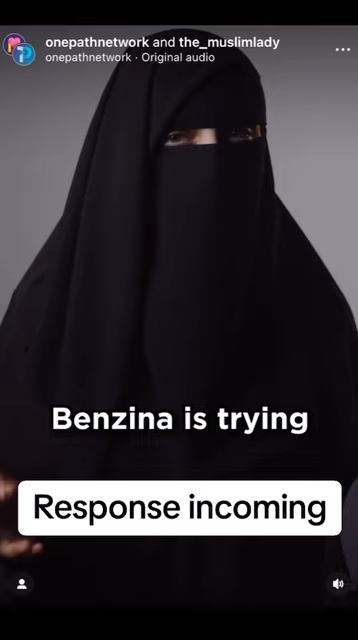 onepathnetwork and the_muslimlady
onepathnetwork · Original audio
Benzina is trying
Response incoming